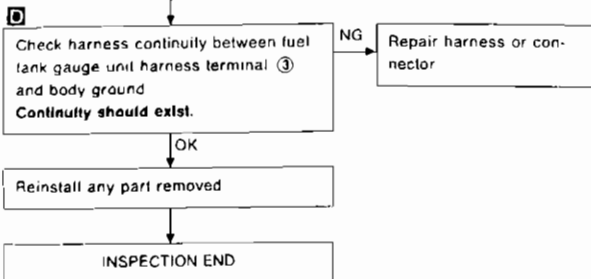 D
Check harness continuity between fuel
tank gauge unit harness terminal ③
and body ground
Continuity should exist.
NG
Repair harness or con-
nector
OK
Reinstall any part removed
INSPECTION END